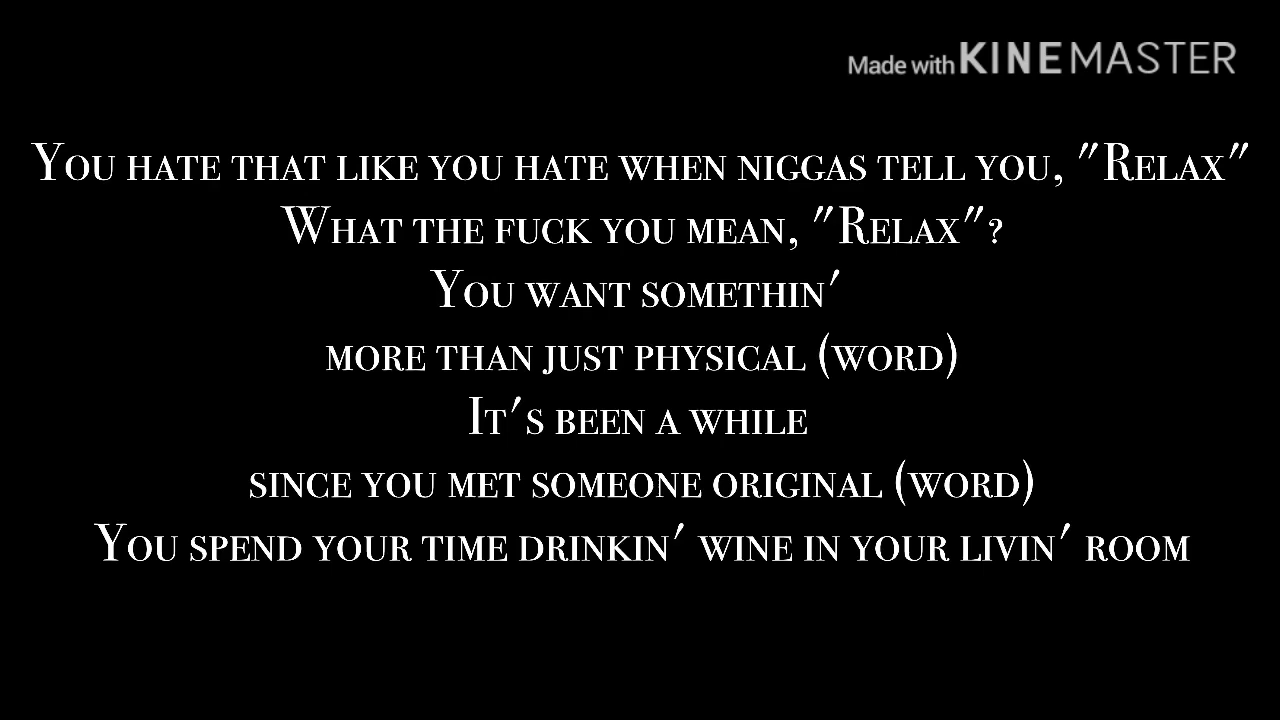 Made with KINEMASTER
You hate that like you hate when niggas tell you, "Relax"
What the fuck you mean, "Relax"?
You want somethin'
more than just physical (word)
It's been a while
since you met someone original (word)
You spend your time drinkin' wine in your livin' room